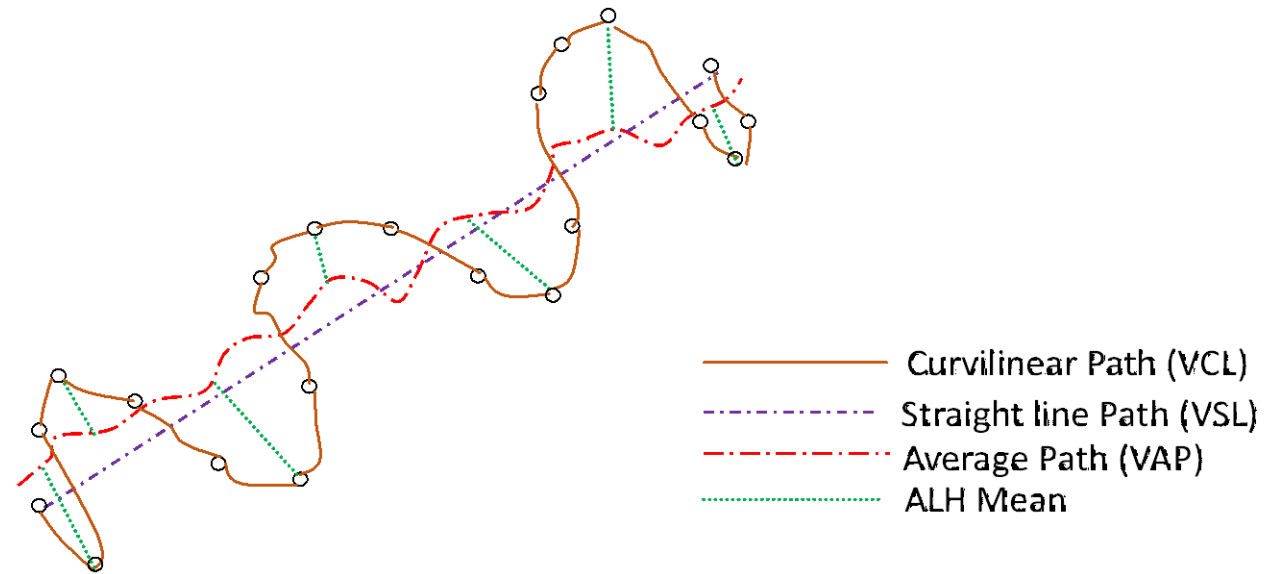 Curvilinear Path (VCL)
Straight line Path (VSL)
Average Path (VAP)
ALH Mean